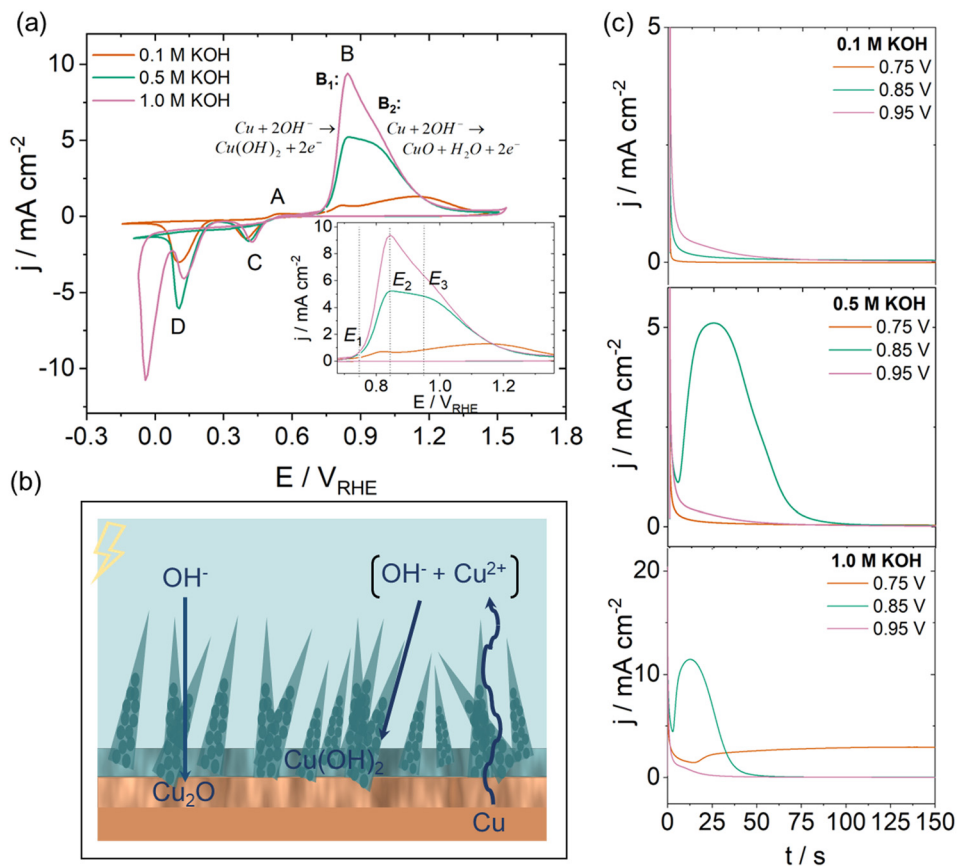 (a)
0.1 M KOH
0.5 M KOH
1.0 M KOH
B
B₁:
B₂:
Cu + 2OH⁻ →
Cu(OH)₂ + 2e⁻
Cu + 2OH⁻ →
CuO + H₂O + 2e⁻
A
C
D
10
5
0
-5
-10
j / mA cm⁻²
-0.3 0.0 0.3 0.6 0.9 1.2 1.5 1.8
E / V_RHE
10
8
6
4
2
0
j / mA cm⁻²
E₁
E₂
E₃
0.8 1.0 1.2
E / V_RHE
(b)
OH⁻
[OH⁻ + Cu²⁺]
Cu(OH)₂
Cu₂O
Cu
(c)
0.1 M KOH
0.75 V
0.85 V
0.95 V
5
0
j / mA cm⁻²
0.5 M KOH
0.75 V
0.85 V
0.95 V
5
0
j / mA cm⁻²
1.0 M KOH
0.75 V
0.85 V
0.95 V
20
10
0
j / mA cm⁻²
0 25 50 75 100 125 150
t / s